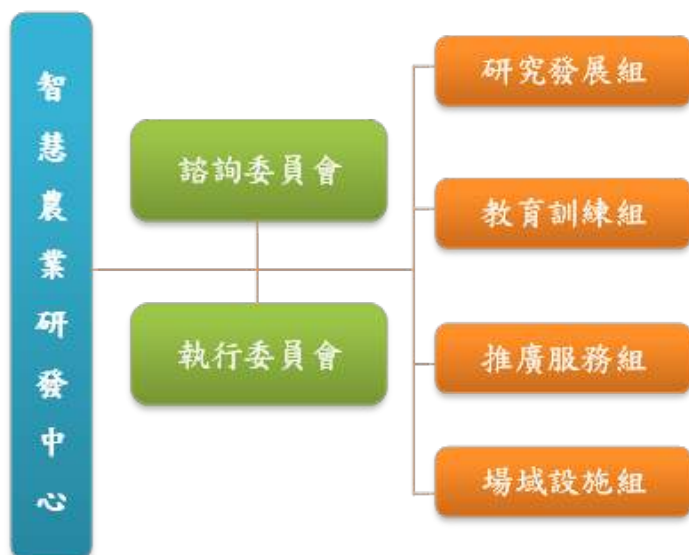 智慧農業研發中心
諮詢委員會
執行委員會
研究發展組
教育訓練組
推廣服務組
場域設施組